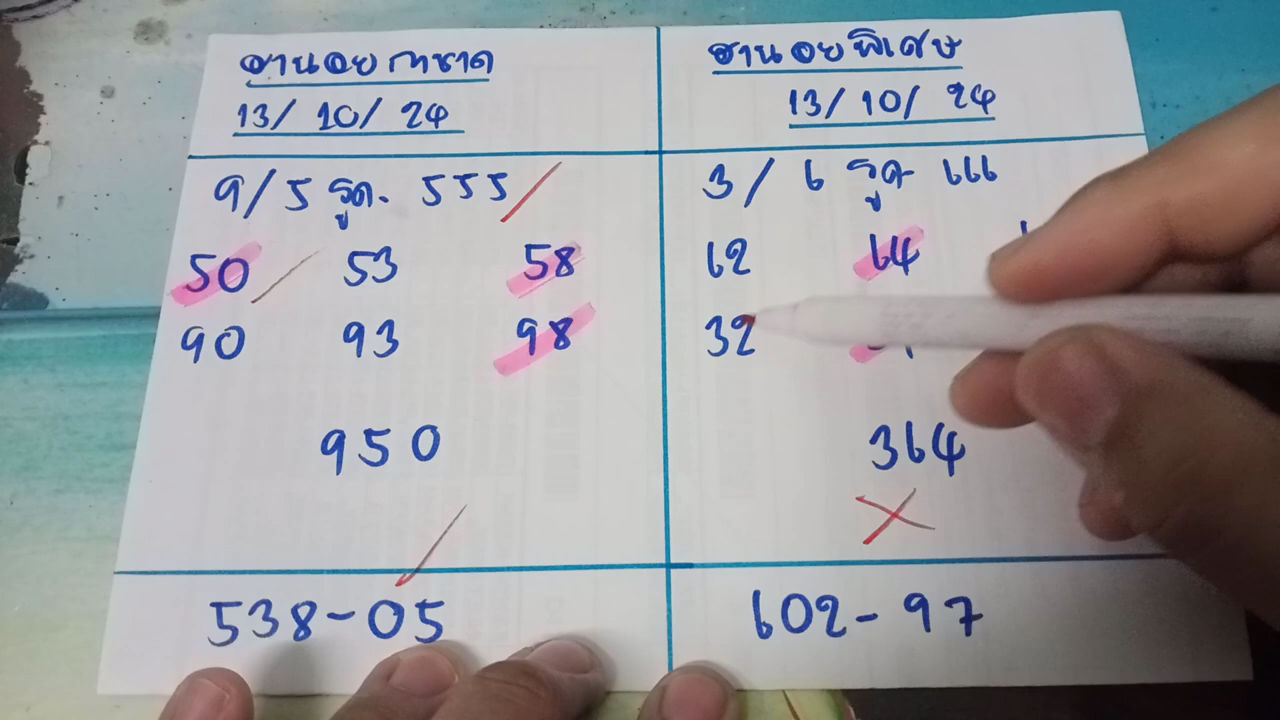 ฮานอยกาชาด
13/10/24
9/5 รูด. 555
50 53 58
90 93 98
950
538-05
ฮานอยพิเศษ
13/10/24
3/6 รูด 666
62 64
32
364
602-97